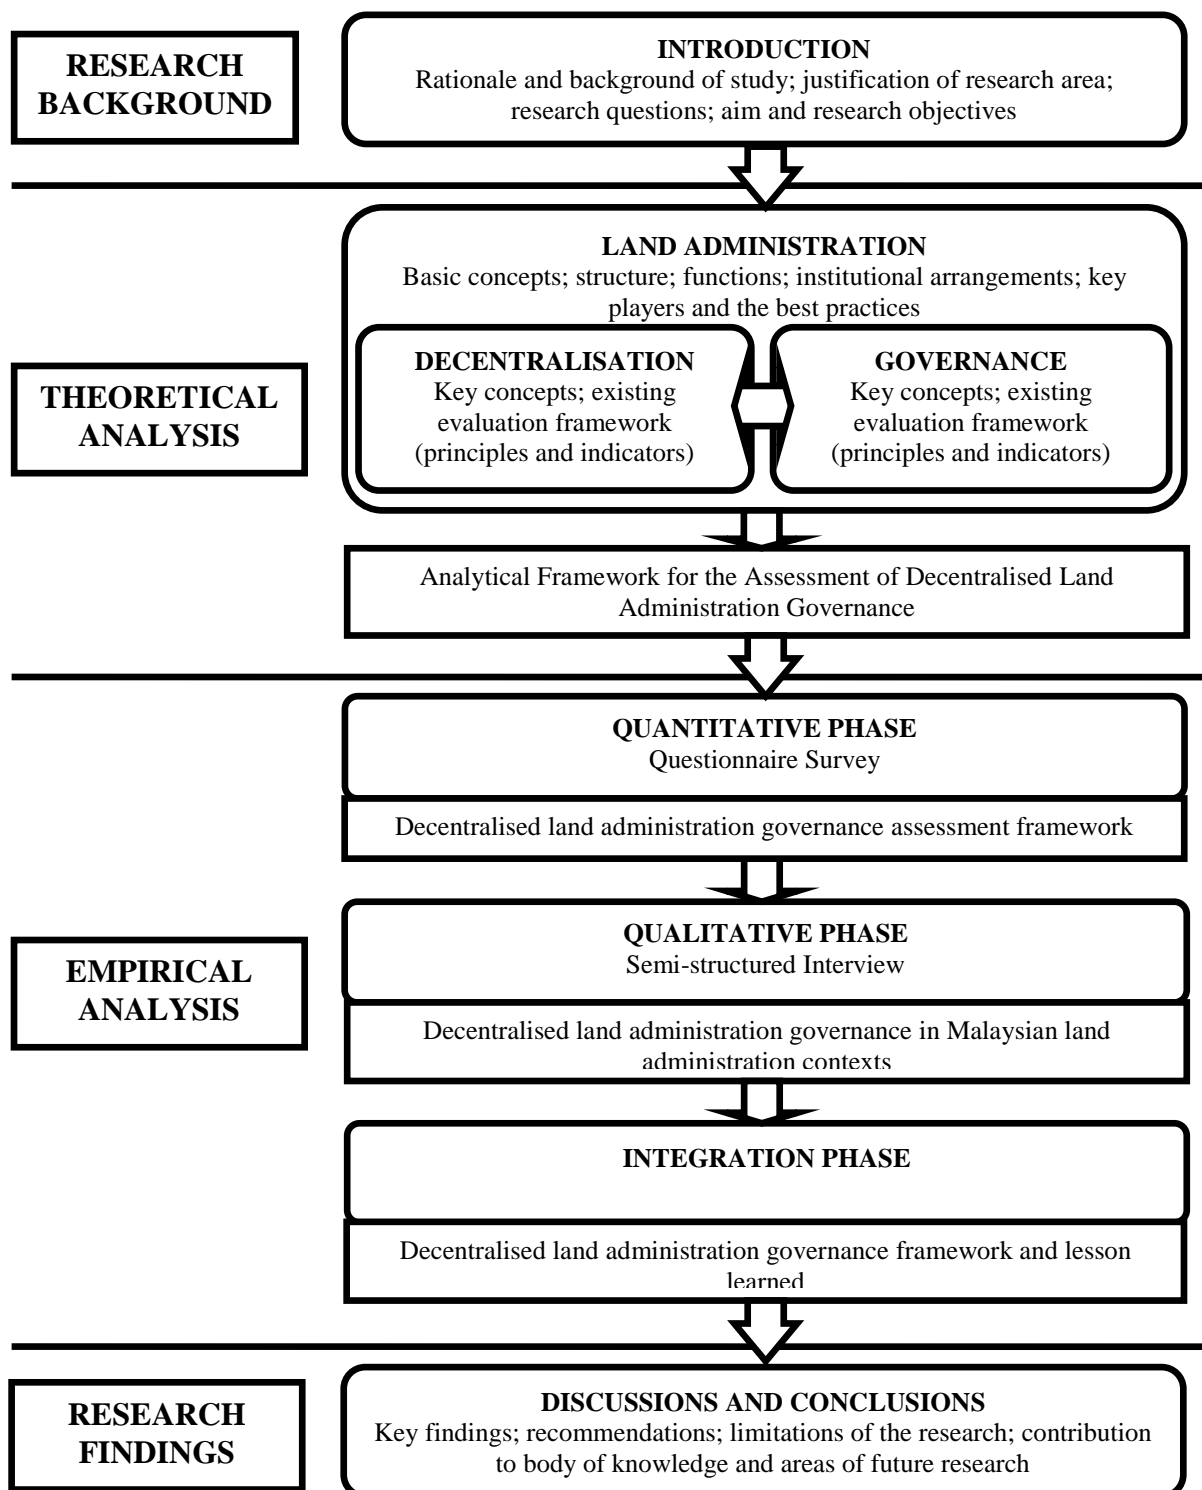 RESEARCH
BACKGROUND
INTRODUCTION
Rationale and background of study; justification of research area;
research questions; aim and research objectives
THEORETICAL
ANALYSIS
LAND ADMINISTRATION
Basic concepts; structure; functions; institutional arrangements; key
players and the best practices
DECENTRALISATION
Key concepts; existing
evaluation framework
(principles and indicators)
GOVERNANCE
Key concepts; existing
evaluation framework
(principles and indicators)
Analytical Framework for the Assessment of Decentralised Land
Administration Governance
EMPIRICAL
ANALYSIS
QUANTITATIVE PHASE
Questionnaire Survey
Decentralised land administration governance assessment framework
QUALITATIVE PHASE
Semi-structured Interview
Decentralised land administration governance in Malaysian land
administration contexts
INTEGRATION PHASE
Decentralised land administration governance framework and lesson
learned
RESEARCH
FINDINGS
DISCUSSIONS AND CONCLUSIONS
Key findings; recommendations; limitations of the research; contribution
to body of knowledge and areas of future research